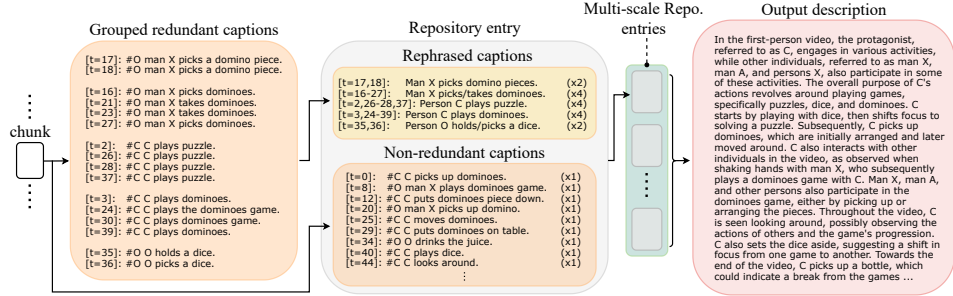 chunk
Grouped redundant captions
[t=17]: #O man X picks a domino piece.
[t=18]: #O man X picks a domino piece.
[t=16]: #O man X picks dominoes.
[t=21]: #O man X takes dominoes.
[t=23]: #O man X takes dominoes.
[t=27]: #O man X picks dominoes.
[t=2]: #C C plays puzzle.
[t=26]: #C C plays puzzle.
[t=28]: #C C plays puzzle.
[t=37]: #C C plays puzzle.
[t=3]: #C C plays dominoes.
[t=24]: #C C plays the dominoes game.
[t=30]: #C C plays dominoes game.
[t=39]: #C C plays dominoes.
[t=35]: #O O holds a dice.
[t=36]: #O O picks a dice.
Repository entry
Rephrased captions
[t=17,18]: Man X picks domino pieces. (x2)
[t=16-27]: Man X picks/takes dominoes. (x4)
[t=2,26-28,37]: Person C plays puzzle. (x4)
[t=3,24-39]: Person C plays dominoes. (x4)
[t=35,36]: Person O holds/picks a dice. (x2)
Non-redundant captions
[t=0]: #C C picks up dominoes. (x1)
[t=8]: #O man X plays dominoes game. (x1)
[t=12]: #C C puts dominoes piece down. (x1)
[t=20]: #O man X picks up domino. (x1)
[t=25]: #C C moves dominoes. (x1)
[t=29]: #C C puts dominoes on table. (x1)
[t=34]: #O O drinks the juice. (x1)
[t=40]: #C C plays dice. (x1)
[t=44]: #C C looks around. (x1)
Multi-scale Repo.
entries
Output description
In the first-person video, the protagonist,
referred to as C, engages in various activities,
while other individuals, referred to as man X,
man A, and persons X, also participate in some
of these activities. The overall purpose of C's
actions revolves around playing games,
specifically puzzles, dice, and dominoes. C
starts by playing with dice, then shifts focus to
solving a puzzle. Subsequently, C picks up
dominoes, which are initially arranged and later
moved around. C also interacts with other
individuals in the video, as observed when
shaking hands with man X, who subsequently
plays a dominoes game with C. Man X, man A,
and other persons also participate in the
dominoes game, either by picking up or
arranging the pieces. Throughout the video, C
is seen looking around, possibly observing the
actions of others and the game's progression.
C also sets the dice aside, suggesting a shift in
focus from one game to another. Towards the
end of the video, C picks up a bottle, which
could indicate a break from the games ...